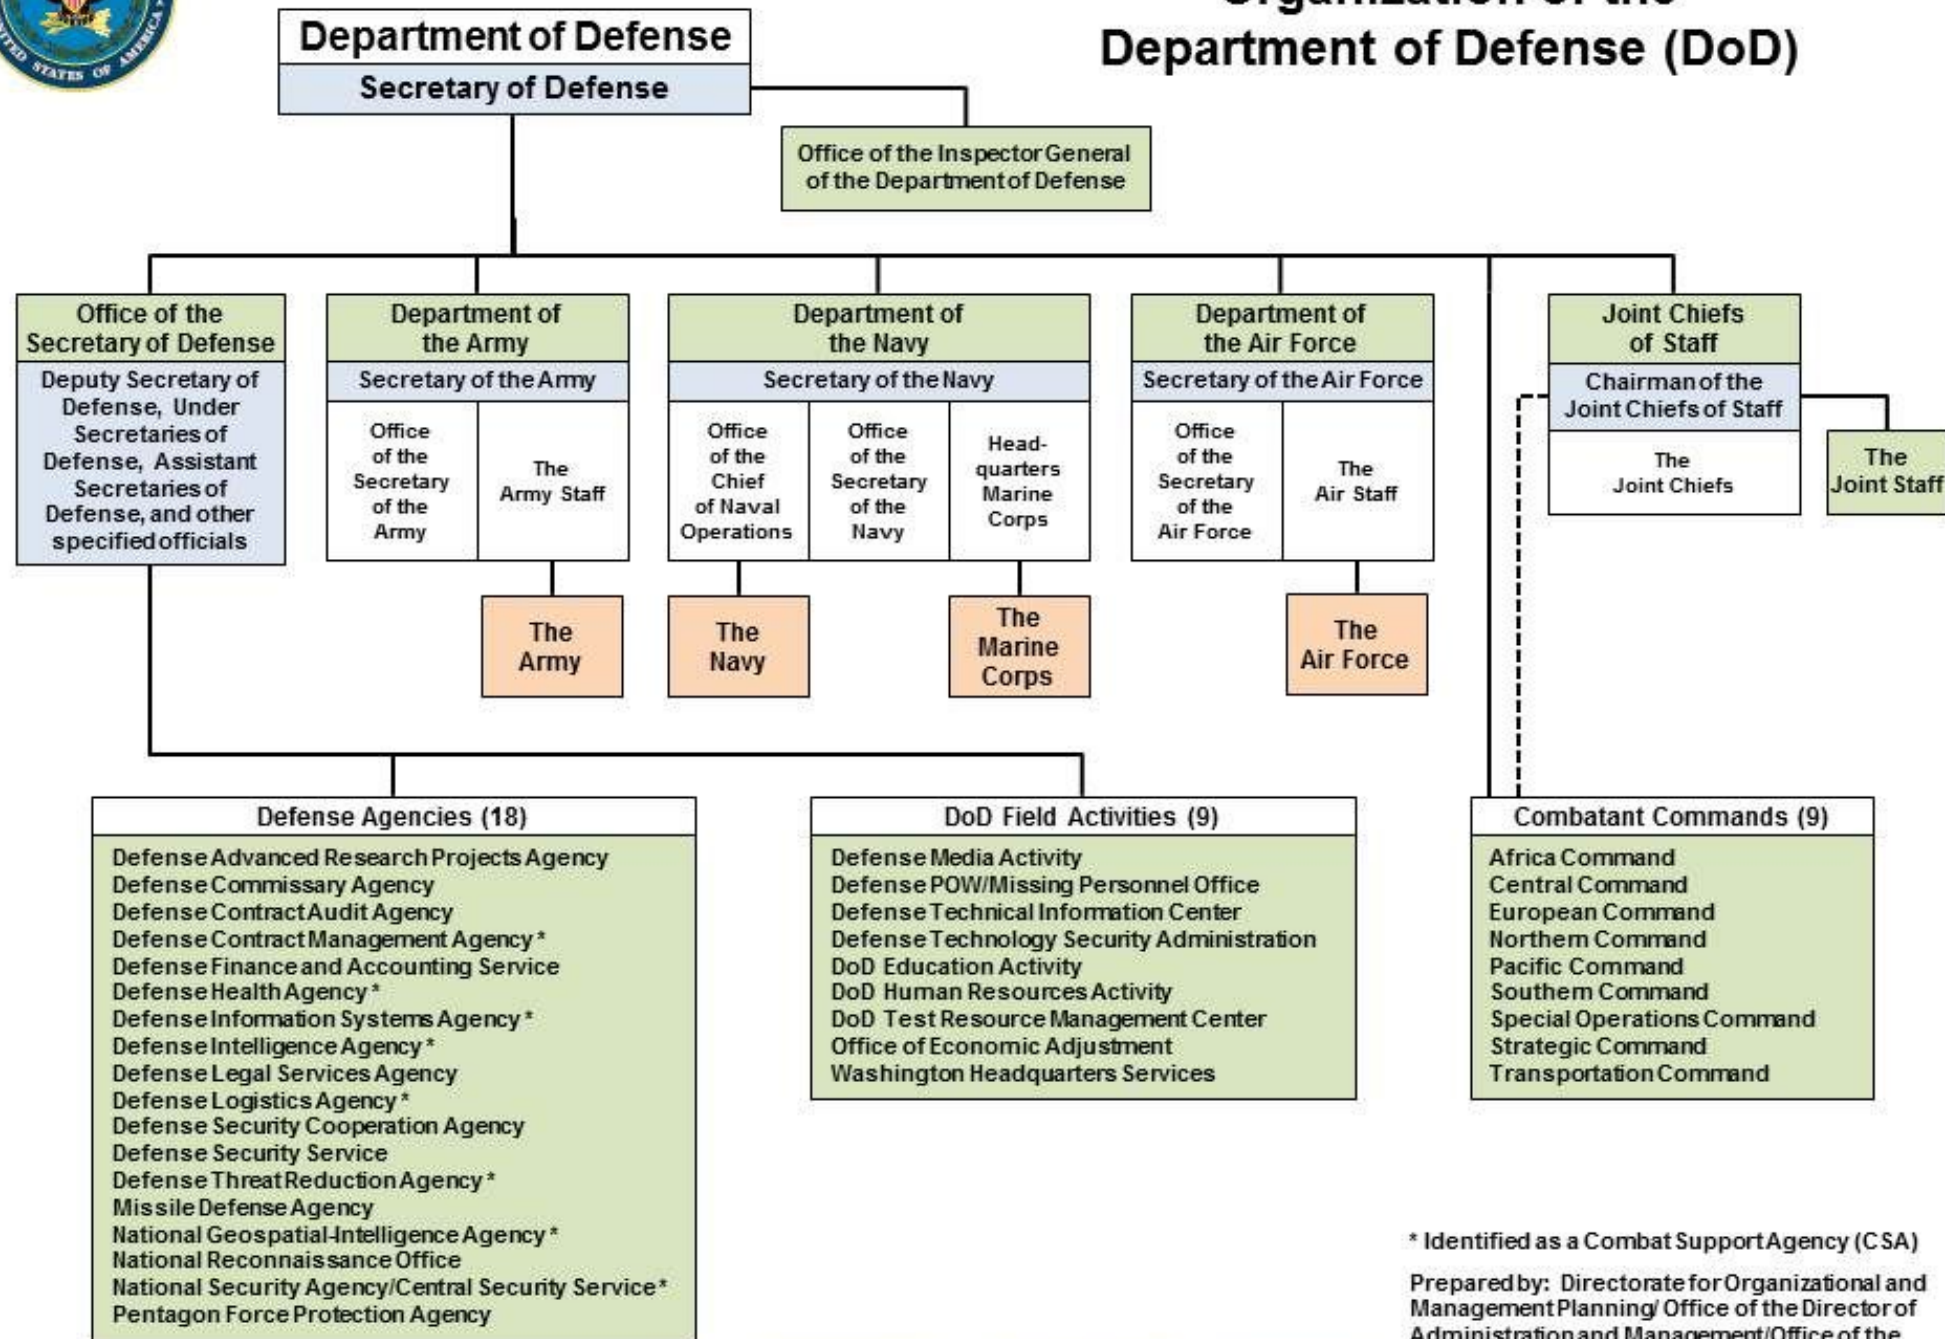 UNITED STATES OF AMERICA
Organization of the
Department of Defense (DoD)
Department of Defense
Secretary of Defense
Office of the Inspector General
of the Department of Defense
Office of the
Secretary of Defense
Deputy Secretary of
Defense, Under
Secretaries of
Defense, Assistant
Secretaries of
Defense, and other
specified officials
Department of
the Army
Secretary of the Army
Office
of the
Secretary
of the
Army
The
Army Staff
The
Army
Department of
the Navy
Secretary of the Navy
Office
of the
Chief
of Naval
Operations
Office
of the
Secretary
of the
Navy
Head-
quarters
Marine
Corps
The
Navy
The
Marine
Corps
Department of
the Air Force
Secretary of the Air Force
Office
of the
Secretary
of the
Air Force
The
Air Staff
The
Air Force
Joint Chiefs
of Staff
Chairman of the
Joint Chiefs of Staff
The
Joint Chiefs
The
Joint Staff
Defense Agencies (18)
Defense Advanced Research Projects Agency
Defense Commissary Agency
Defense Contract Audit Agency
Defense Contract Management Agency *
Defense Finance and Accounting Service
Defense Health Agency *
Defense Information Systems Agency *
Defense Intelligence Agency *
Defense Legal Services Agency
Defense Logistics Agency *
Defense Security Cooperation Agency
Defense Security Service
Defense Threat Reduction Agency *
Missile Defense Agency
National Geospatial-Intelligence Agency *
National Reconnaissance Office
National Security Agency/Central Security Service *
Pentagon Force Protection Agency
DoD Field Activities (9)
Defense Media Activity
Defense POW/Missing Personnel Office
Defense Technical Information Center
Defense Technology Security Administration
DoD Education Activity
DoD Human Resources Activity
DoD Test Resource Management Center
Office of Economic Adjustment
Washington Headquarters Services
Combatant Commands (9)
Africa Command
Central Command
European Command
Northern Command
Pacific Command
Southern Command
Special Operations Command
Strategic Command
Transportation Command
* Identified as a Combat Support Agency (CSA)
Prepared by: Directorate for Organizational and
Management Planning/ Office of the Director of
Administration and Management/Office of the